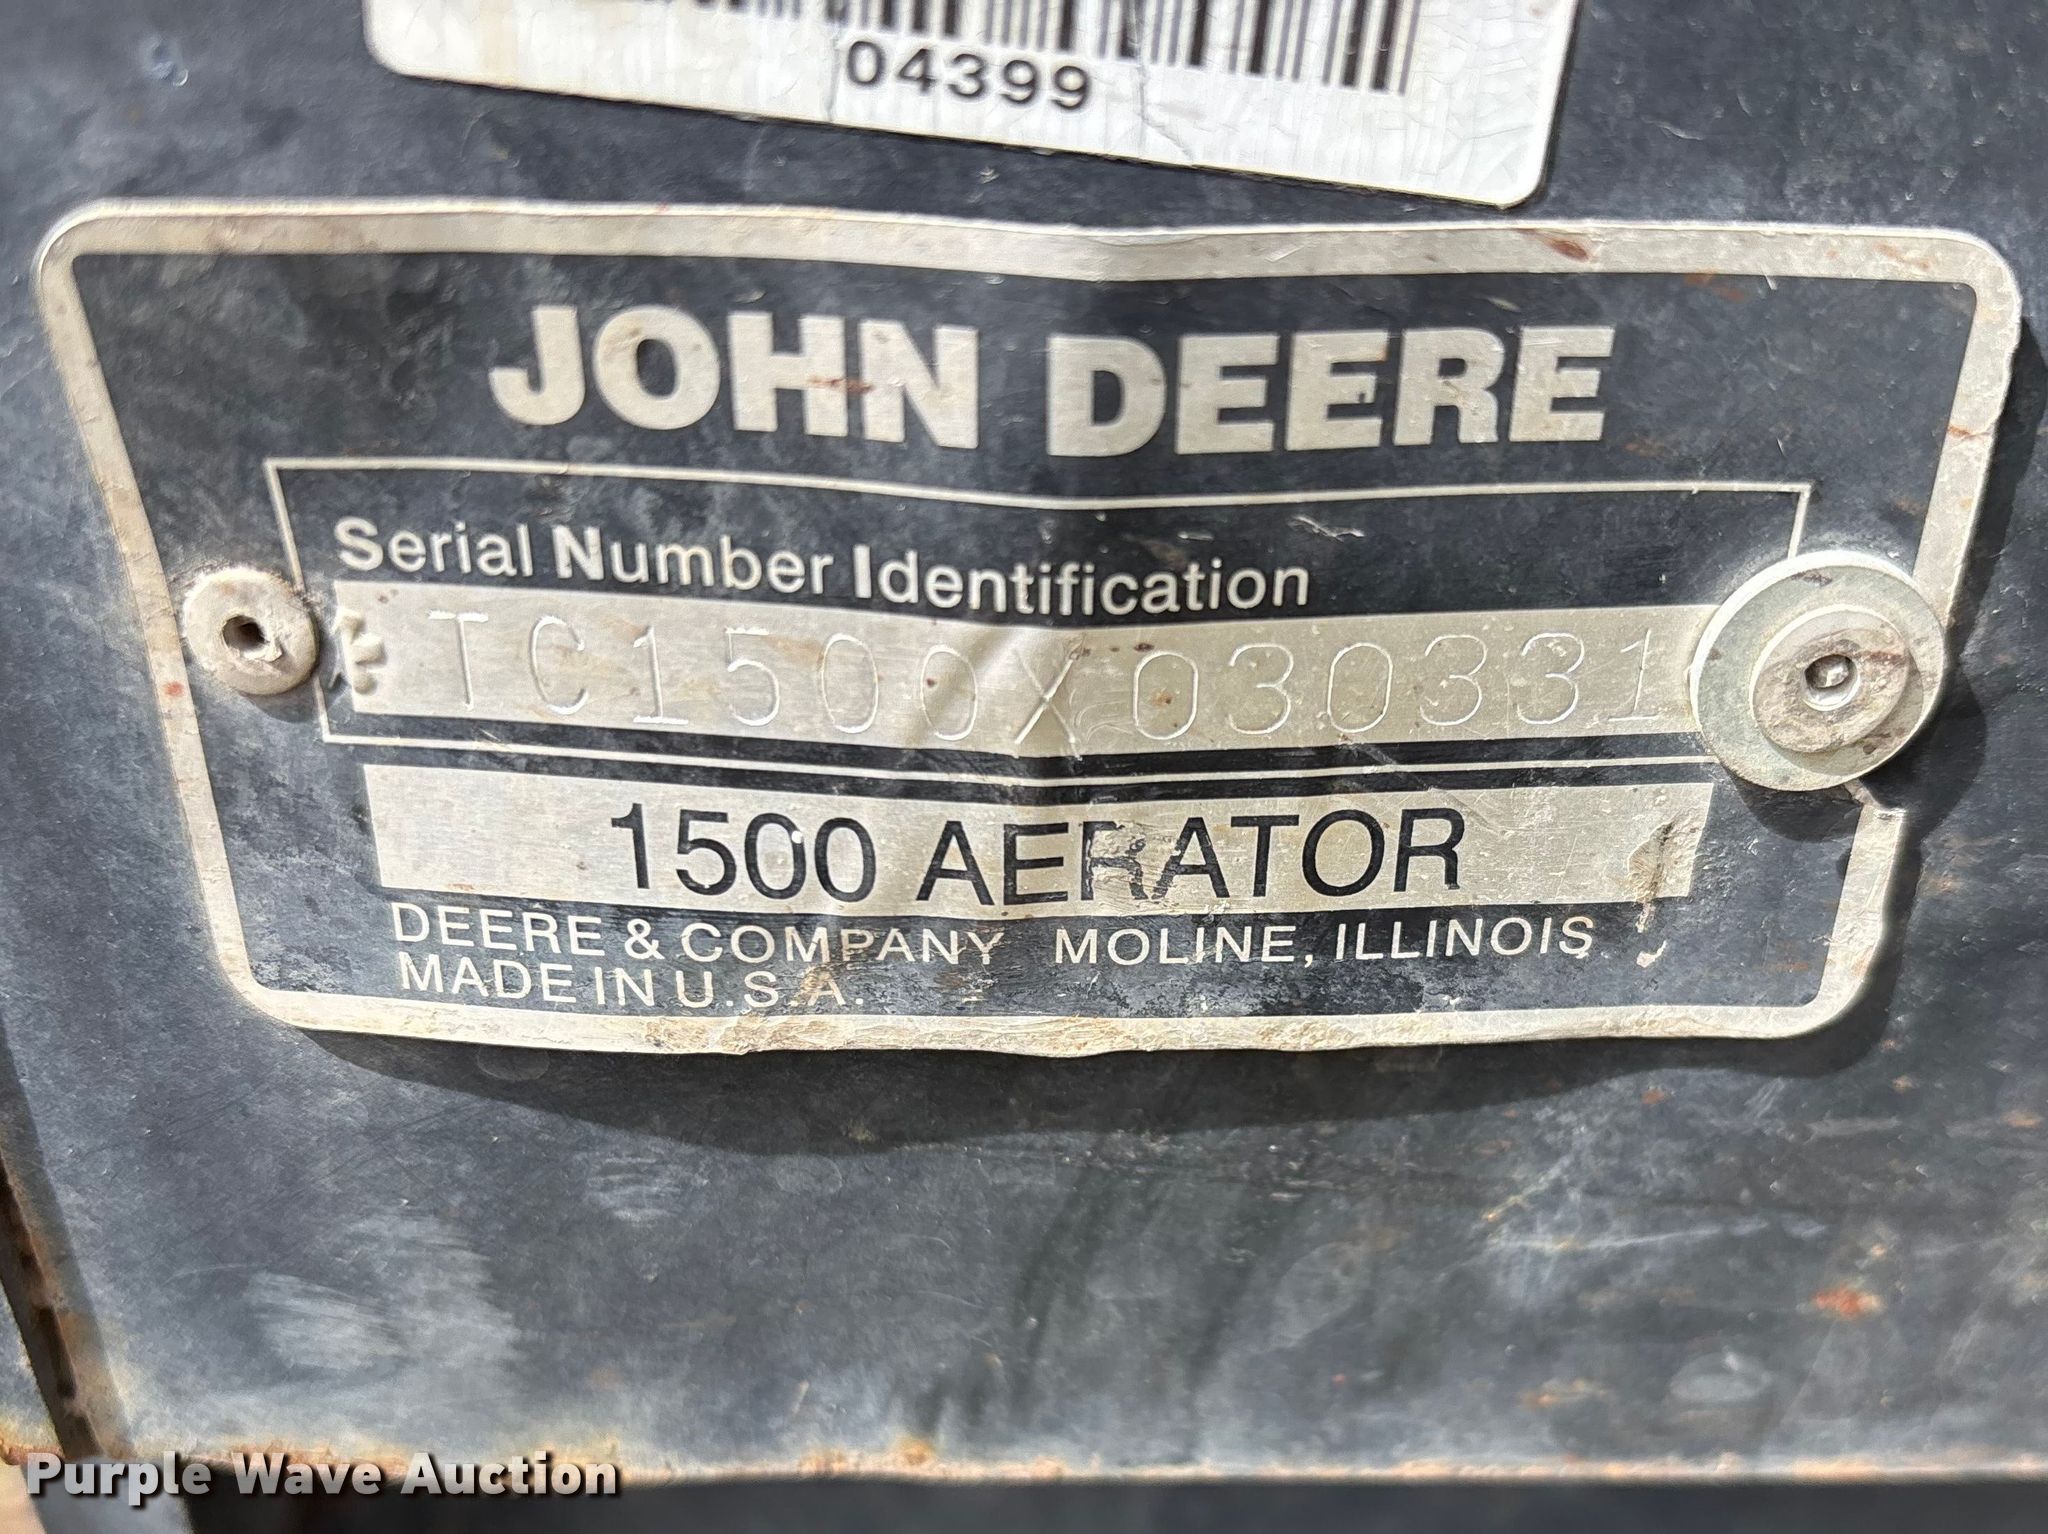 04399
JOHN DEERE
Serial Number Identification
*TC1500X030331
1500 AERATOR
DEERE & COMPANY MOLINE, ILLINOIS
MADE IN U.S.A.
Purple Wave Auction